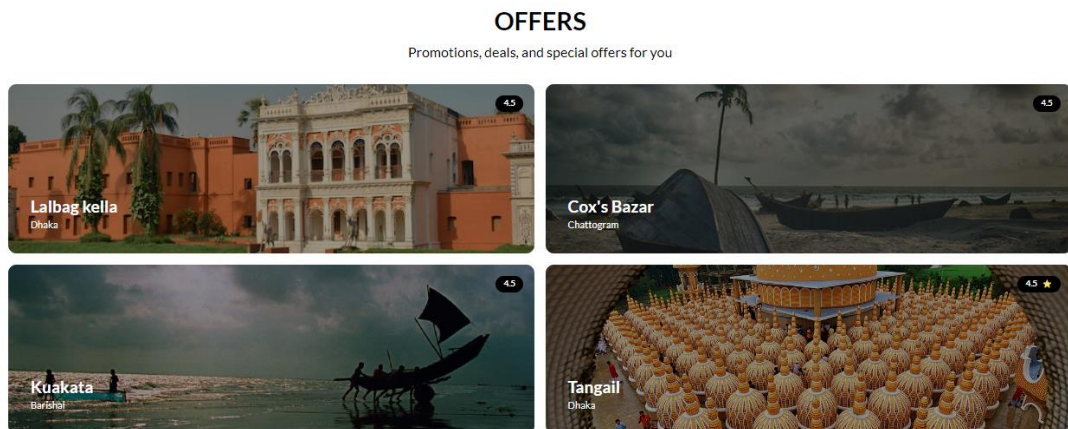 OFFERS
Promotions, deals, and special offers for you
4.5
Lalbag kella
Dhaka
4.5
Cox's Bazar
Chattogram
4.5
Kuakata
Barishal
4.5 ⭐
Tangail
Dhaka